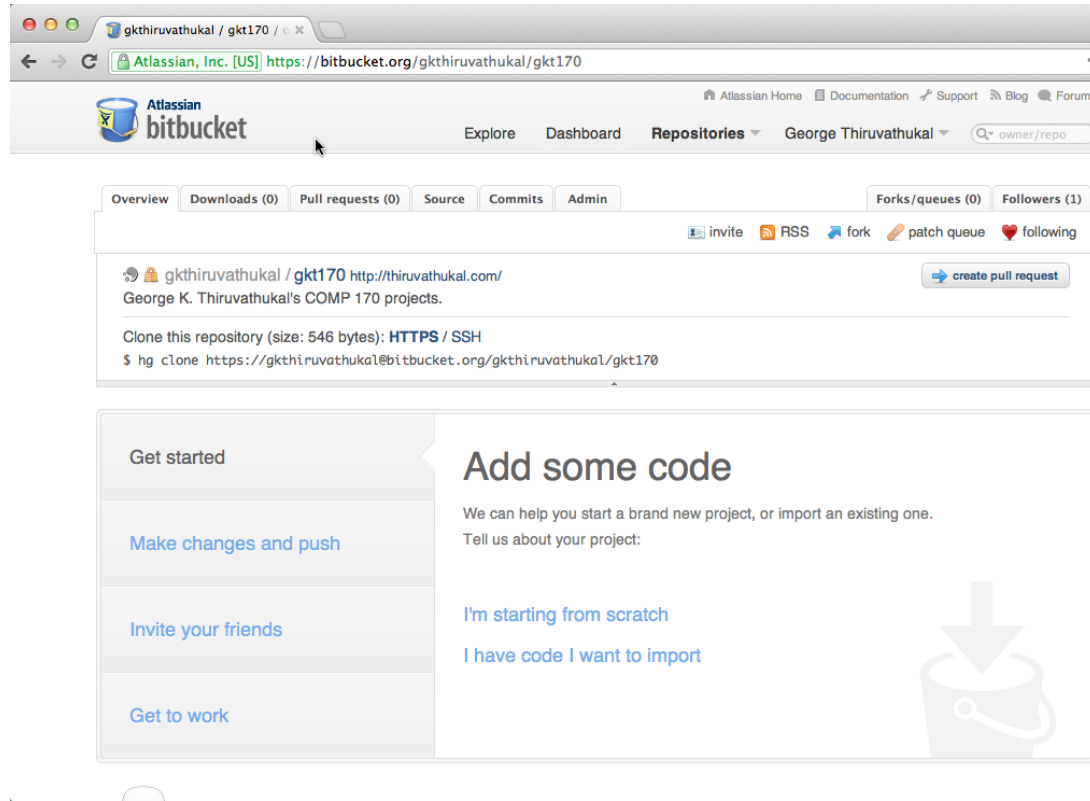 gkthiruvathukal / gkt170 /
Atlassian, Inc. [US] https://bitbucket.org/gkthiruvathukal/gkt170
Atlassian Home Documentation Support Blog Forum
Atlassian
bitbucket
Explore Dashboard Repositories George Thiruvathukal owner/repo
Overview Downloads (0) Pull requests (0) Source Commits Admin Forks/queues (0) Followers (1)
invite RSS fork patch queue following
gkthiruvathukal / gkt170 http://thiruvathukal.com/ create pull request
George K. Thiruvathukal's COMP 170 projects.
Clone this repository (size: 546 bytes): HTTPS / SSH
$ hg clone https://gkthiruvathukal@bitbucket.org/gkthiruvathukal/gkt170
Get started
Make changes and push
Invite your friends
Get to work
Add some code
We can help you start a brand new project, or import an existing one.
Tell us about your project:
I'm starting from scratch
I have code I want to import